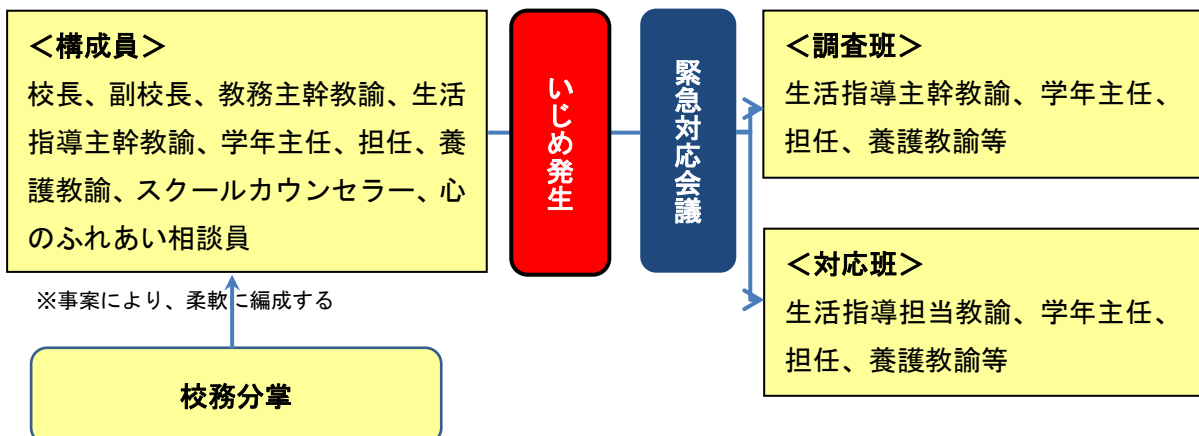 ＜構成員＞
校長、副校長、教務主幹教諭、生活
指導主幹教諭、学年主任、担任、養
護教諭、スクールカウンセラー、心
のふれあい相談員
※事案により、柔軟に編成する
校務分掌
いじめ発生
緊急対応会議
＜調査班＞
生活指導主幹教諭、学年主任、
担任、養護教諭等
＜対応班＞
生活指導担当教諭、学年主任、
担任、養護教諭等